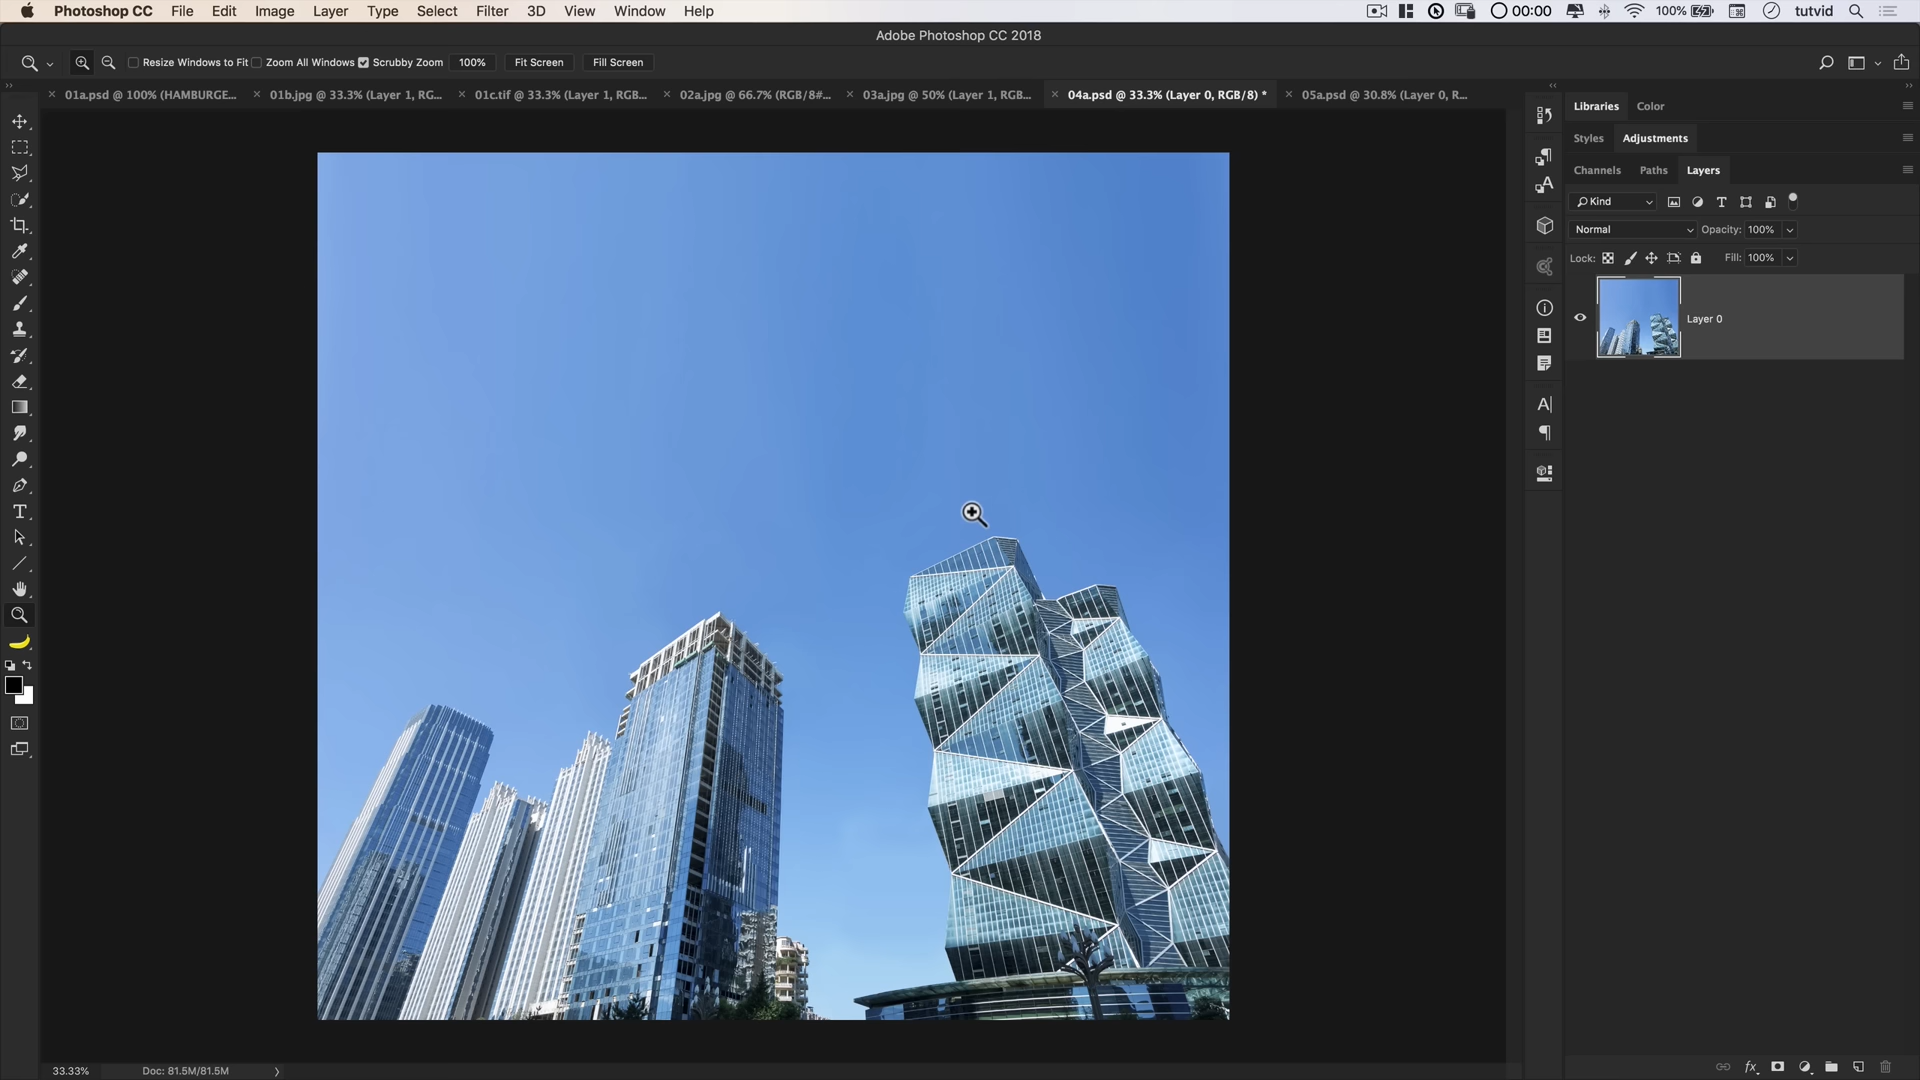 Photoshop CC File Edit Image Layer Type Select Filter 3D View Window Help 00:00 100% tutvid
Adobe Photoshop CC 2018
Resize Windows to Fit Zoom All Windows Scrubby Zoom 100% Fit Screen Fill Screen
01a.psd @ 100% (HAMBURGE... 01b.jpg @ 33.3% (Layer 1, RG... 01c.tif @ 33.3% (Layer 1, RGB... 02a.jpg @ 66.7% (RGB/8#... 03a.jpg @ 50% (Layer 1, RGB... 04a.psd @ 33.3% (Layer 0, RGB/8) * 05a.psd @ 30.8% (Layer 0, R...
Libraries Color
Styles Adjustments
Channels Paths Layers
Kind
Normal Opacity: 100%
Lock: Fill: 100%
Layer 0
33.33% Doc: 81.5M/81.5M